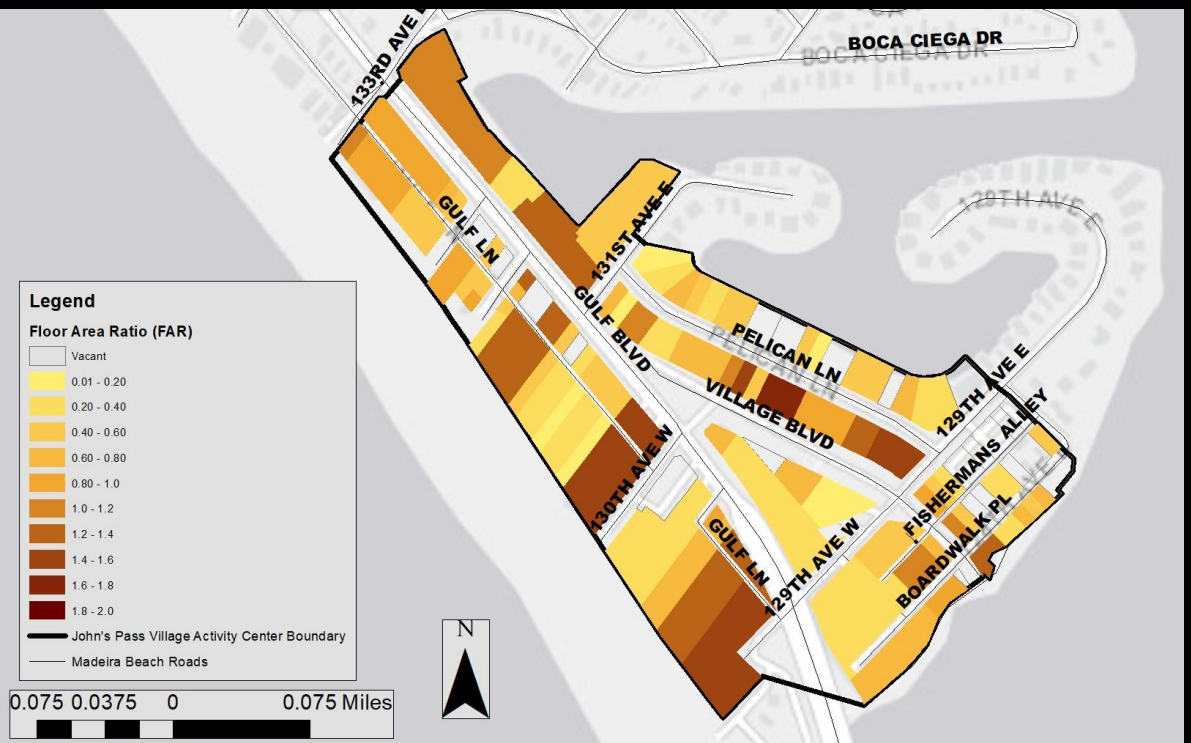 133RD AVE E
BOCA CIEGA DR
BOCA CIEGA DR
129TH AVE E
GULF LN
131ST AVE E
GULF BLVD
PELICAN LN
PELICAN LN
VILLAGE BLVD
129TH AVE E
FISHERMANS ALLEY
130TH AVE W
GULF LN
129TH AVE W
BOARDWALK PL
Legend
Floor Area Ratio (FAR)
Vacant
0.01 - 0.20
0.20 - 0.40
0.40 - 0.60
0.60 - 0.80
0.80 - 1.0
1.0 - 1.2
1.2 - 1.4
1.4 - 1.6
1.6 - 1.8
1.8 - 2.0
John's Pass Village Activity Center Boundary
Madeira Beach Roads
N
0.075 0.0375 0 0.075 Miles